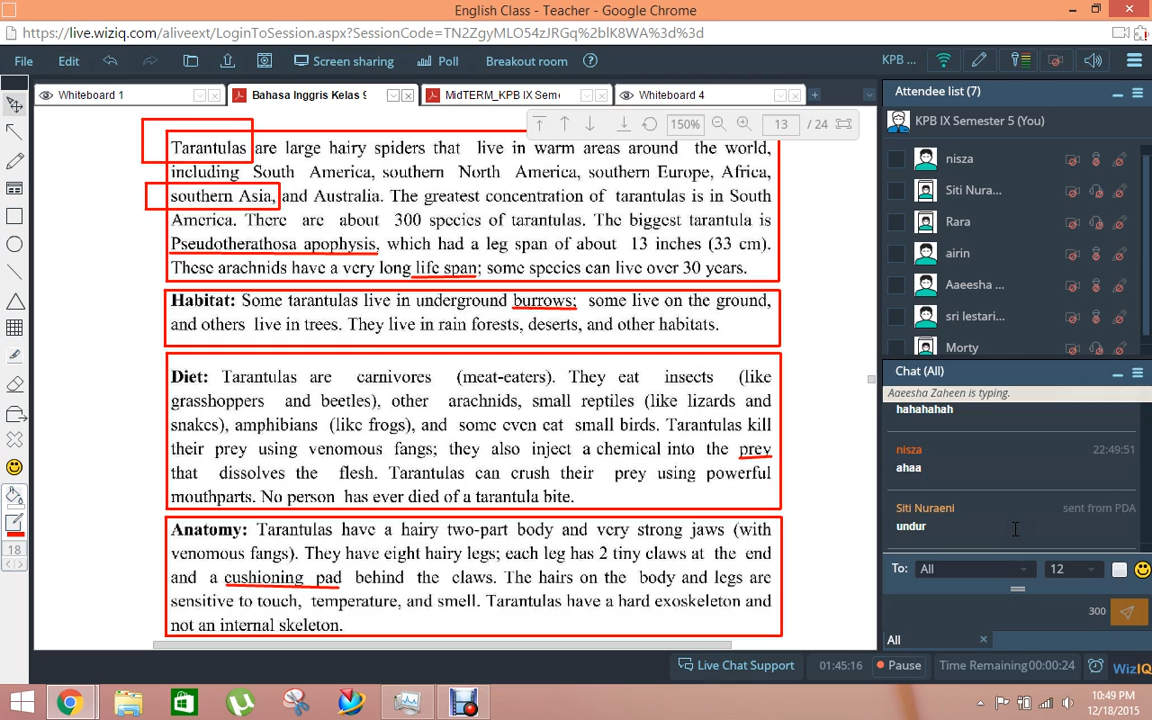 English Class - Teacher - Google Chrome
https://live.wiziq.com/aliveext/LoginToSession.aspx?SessionCode=TN2ZgyMLO54zJRGq%2blK8WA%3d%3d
File Edit Screen sharing Poll Breakout room KPB ...
Whiteboard 1 Bahasa Inggris Kelas 9 MidTERM_KPB IX Sem Whiteboard 4
150% 13 / 24
Tarantulas are large hairy spiders that live in warm areas around the world,
including South America, southern North America, southern Europe, Africa,
southern Asia, and Australia. The greatest concentration of tarantulas is in South
America. There are about 300 species of tarantulas. The biggest tarantula is
Pseudotherathosa apophysis, which had a leg span of about 13 inches (33 cm).
These arachnids have a very long life span; some species can live over 30 years.
Habitat: Some tarantulas live in underground burrows; some live on the ground,
and others live in trees. They live in rain forests, deserts, and other habitats.
Diet: Tarantulas are carnivores (meat-eaters). They eat insects (like
grasshoppers and beetles), other arachnids, small reptiles (like lizards and
snakes), amphibians (like frogs), and some even eat small birds. Tarantulas kill
their prey using venomous fangs; they also inject a chemical into the prey
that dissolves the flesh. Tarantulas can crush their prey using powerful
mouthparts. No person has ever died of a tarantula bite.
Anatomy: Tarantulas have a hairy two-part body and very strong jaws (with
venomous fangs). They have eight hairy legs; each leg has 2 tiny claws at the end
and a cushioning pad behind the claws. The hairs on the body and legs are
sensitive to touch, temperature, and smell. Tarantulas have a hard exoskeleton and
not an internal skeleton.
18
Attendee list (7)
KPB IX Semester 5 (You)
nisza
Siti Nura...
Rara
airin
Aaeesha ...
sri lestari...
Morty
Chat (All)
Aaeesha Zaheen is typing.
hahahahah
nisza 22:49:51
ahaa
Siti Nuraeni sent from PDA
undur
To: All 12
300
All
Live Chat Support 01:45:16 Pause Time Remaining 00:00:24 WizIQ
10:49 PM
12/18/2015